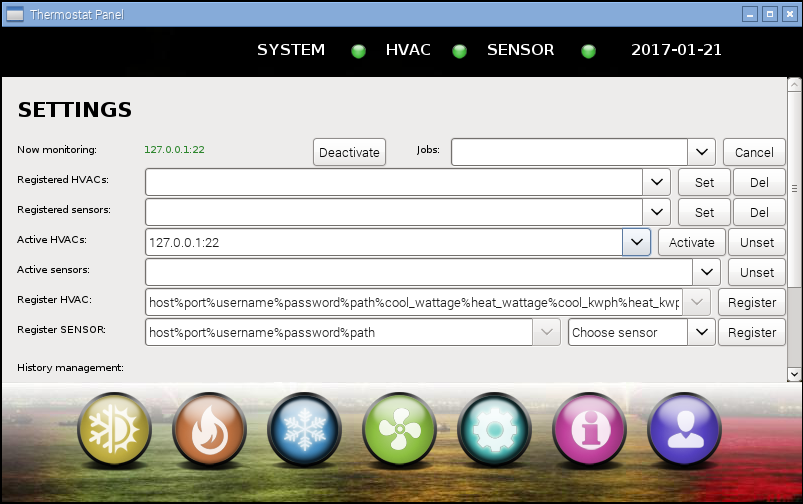 Thermostat Panel
SYSTEM HVAC SENSOR 2017-01-21
SETTINGS
Now monitoring: 127.0.0.1:22 Deactivate Jobs: Cancel
Registered HVACs: Set Del
Registered sensors: Set Del
Active HVACs: 127.0.0.1:22 Activate Unset
Active sensors: Unset
Register HVAC: host%port%username%password%path%cool_wattage%heat_wattage%cool_kwph%heat_kwp Register
Register SENSOR: host%port%username%password%path Choose sensor Register
History management: